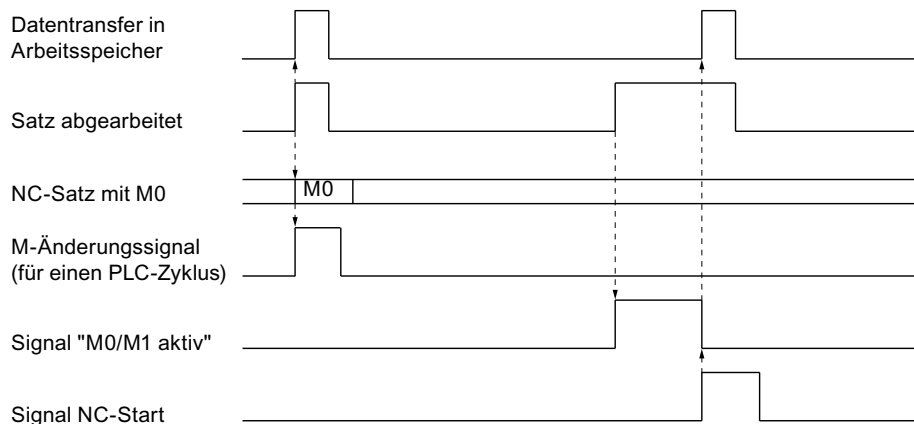 Datentransfer in
Arbeitsspeicher
Satz abgearbeitet
NC-Satz mit M0
M0
M-Änderungssignal
(für einen PLC-Zyklus)
Signal "M0/M1 aktiv"
Signal NC-Start